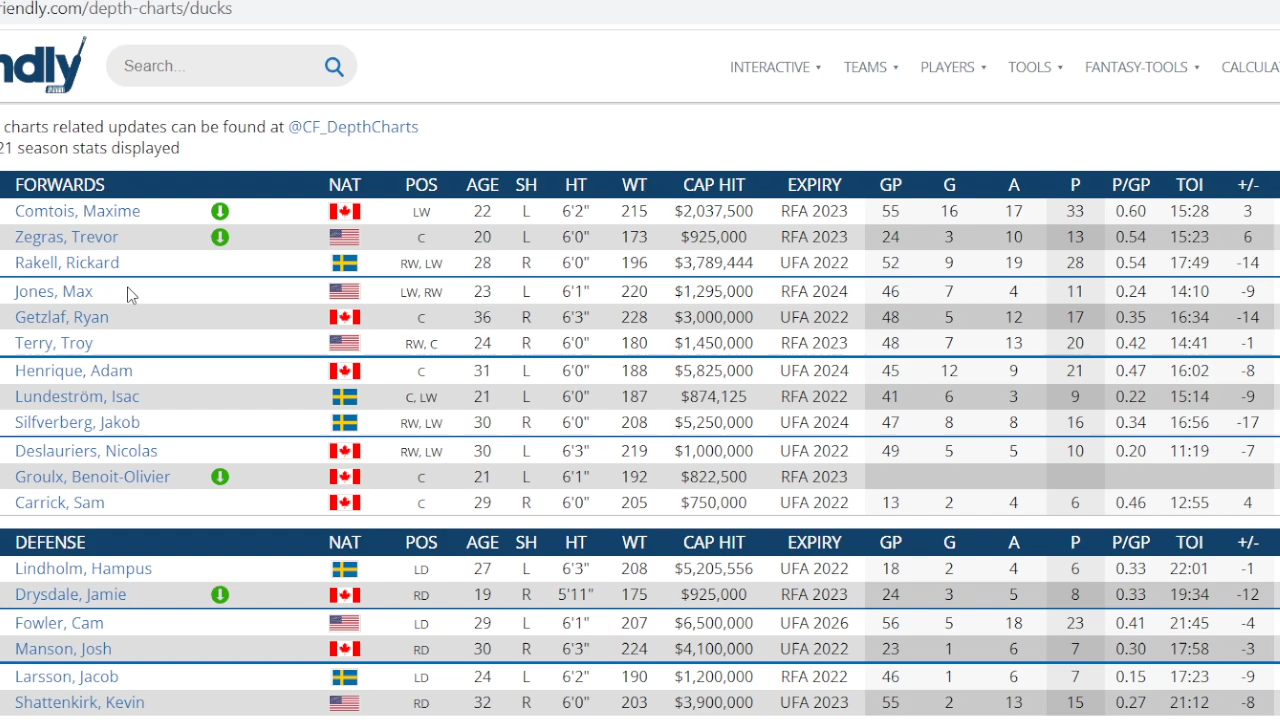 riendly.com/depth-charts/ducks
ndly Search... INTERACTIVE TEAMS PLAYERS TOOLS FANTASY-TOOLS CALCULA
charts related updates can be found at @CF_DepthCharts
21 season stats displayed
FORWARDS NAT POS AGE SH HT WT CAP HIT EXPIRY GP G A P P/GP TOI +/-
Comtois, Maxime LW 22 L 6'2" 215 $2,037,500 RFA 2023 55 16 17 33 0.60 15:28 3
Zegras, Trevor C 20 L 6'0" 173 $925,000 RFA 2023 24 3 10 13 0.54 15:23 6
Rakell, Rickard RW, LW 28 R 6'0" 196 $3,789,444 UFA 2022 52 9 19 28 0.54 17:49 -14
Jones, Max LW, RW 23 L 6'1" 220 $1,295,000 RFA 2024 46 7 4 11 0.24 14:10 -9
Getzlaf, Ryan C 36 R 6'3" 228 $3,000,000 UFA 2022 48 5 12 17 0.35 16:34 -14
Terry, Troy RW, C 24 R 6'0" 180 $1,450,000 RFA 2023 48 7 13 20 0.42 14:41 -1
Henrique, Adam C 31 L 6'0" 188 $5,825,000 UFA 2024 45 12 9 21 0.47 16:02 -8
Lundeström, Isac C, LW 21 L 6'0" 187 $874,125 RFA 2022 41 6 3 9 0.22 15:14 -9
Silfverberg, Jakob RW, LW 30 R 6'0" 208 $5,250,000 UFA 2024 47 8 8 16 0.34 16:56 -17
Deslauriers, Nicolas RW, LW 30 L 6'3" 219 $1,000,000 UFA 2022 49 5 5 10 0.20 11:19 -7
Groulx, Benoit-Olivier C 21 L 6'1" 192 $822,500 RFA 2023
Carrick, Sam C 29 R 6'0" 205 $750,000 UFA 2022 13 2 4 6 0.46 12:55 4
DEFENSE NAT POS AGE SH HT WT CAP HIT EXPIRY GP G A P P/GP TOI +/-
Lindholm, Hampus LD 27 L 6'3" 208 $5,205,556 UFA 2022 18 2 4 6 0.33 22:01 -1
Drysdale, Jamie RD 19 R 5'11" 175 $925,000 RFA 2023 24 3 5 8 0.33 19:34 -12
Fowler, Cam LD 29 L 6'1" 207 $6,500,000 UFA 2026 56 5 18 23 0.41 21:45 -4
Manson, Josh RD 30 R 6'3" 224 $4,100,000 UFA 2022 23 1 6 7 0.30 17:58 -3
Larsson, Jacob LD 24 L 6'2" 190 $1,200,000 RFA 2022 46 1 6 7 0.15 17:23 -9
Shattenkirk, Kevin RD 32 R 6'0" 203 $3,900,000 UFA 2023 55 2 13 15 0.27 21:12 -8